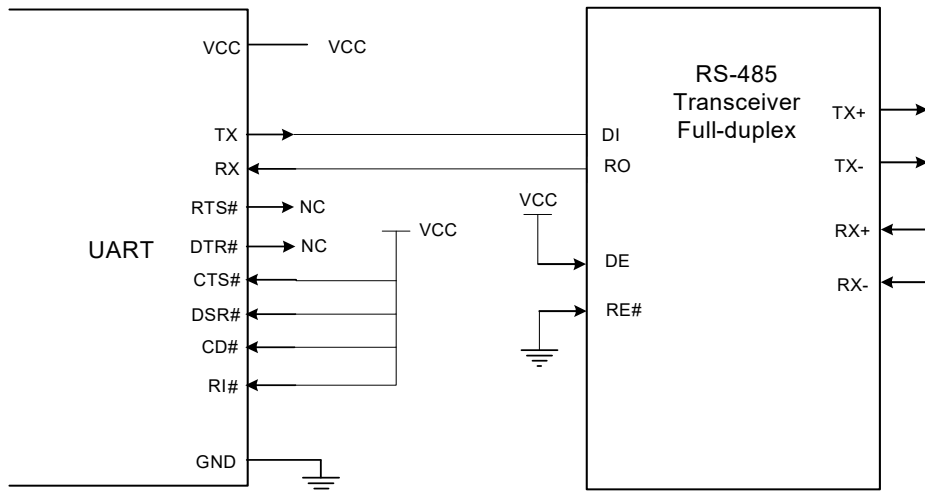 VCC VCC
TX
RX
RTS# NC
DTR# NC
UART
CTS#
DSR#
CD#
RI#
GND
VCC
RS-485
Transceiver
Full-duplex
DI
RO
VCC
DE
RE#
TX+
TX-
RX+
RX-